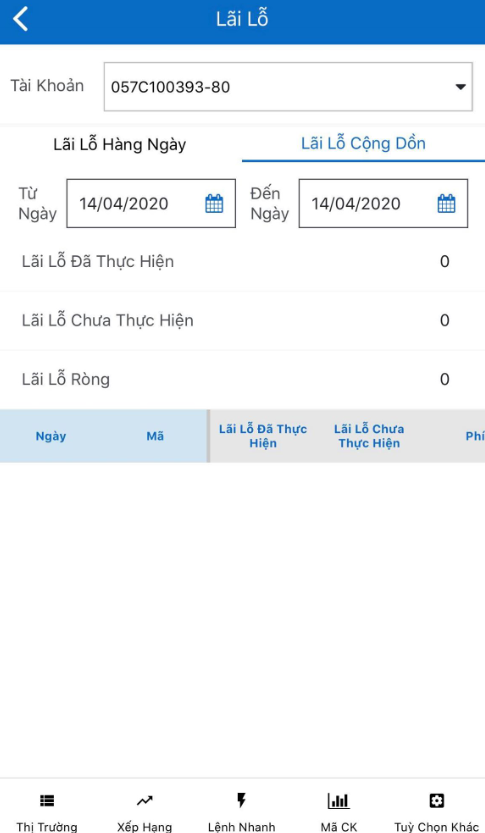 Lãi Lỗ
Tài Khoản 057C100393-80
Lãi Lỗ Hàng Ngày Lãi Lỗ Cộng Dồn
Từ Ngày 14/04/2020 Đến Ngày 14/04/2020
Lãi Lỗ Đã Thực Hiện 0
Lãi Lỗ Chưa Thực Hiện 0
Lãi Lỗ Ròng 0
Ngày Mã Lãi Lỗ Đã Thực Hiện Lãi Lỗ Chưa Thực Hiện Phí
Thị Trường Xếp Hạng Lệnh Nhanh Mã CK Tuỳ Chọn Khác